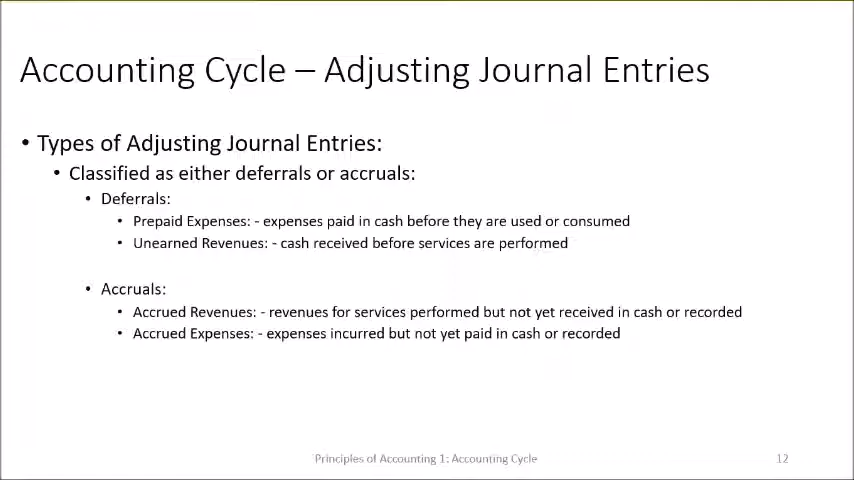 Accounting Cycle – Adjusting Journal Entries
• Types of Adjusting Journal Entries:
• Classified as either deferrals or accruals:
• Deferrals:
• Prepaid Expenses: - expenses paid in cash before they are used or consumed
• Unearned Revenues: - cash received before services are performed
• Accruals:
• Accrued Revenues: - revenues for services performed but not yet received in cash or recorded
• Accrued Expenses: - expenses incurred but not yet paid in cash or recorded
Principles of Accounting 1: Accounting Cycle
12